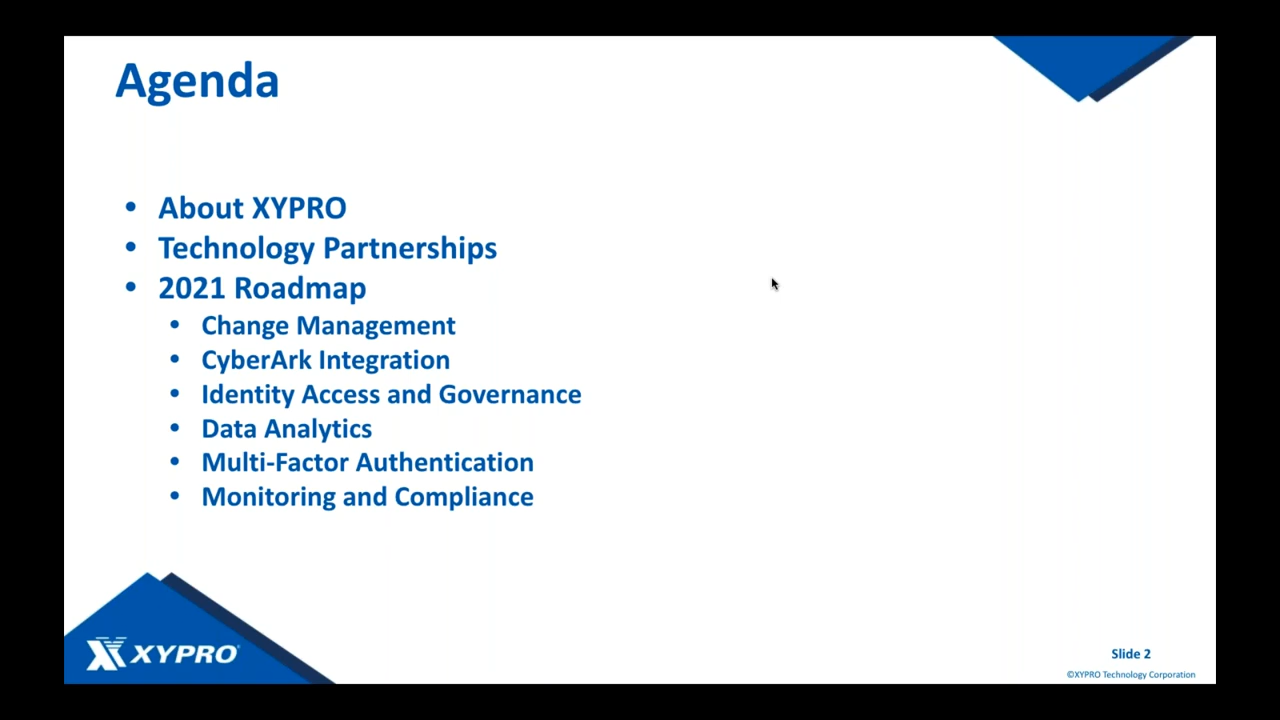 Agenda
• About XYPRO
• Technology Partnerships
• 2021 Roadmap
• Change Management
• CyberArk Integration
• Identity Access and Governance
• Data Analytics
• Multi-Factor Authentication
• Monitoring and Compliance
XYPRO®
Slide 2
©XYPRO Technology Corporation